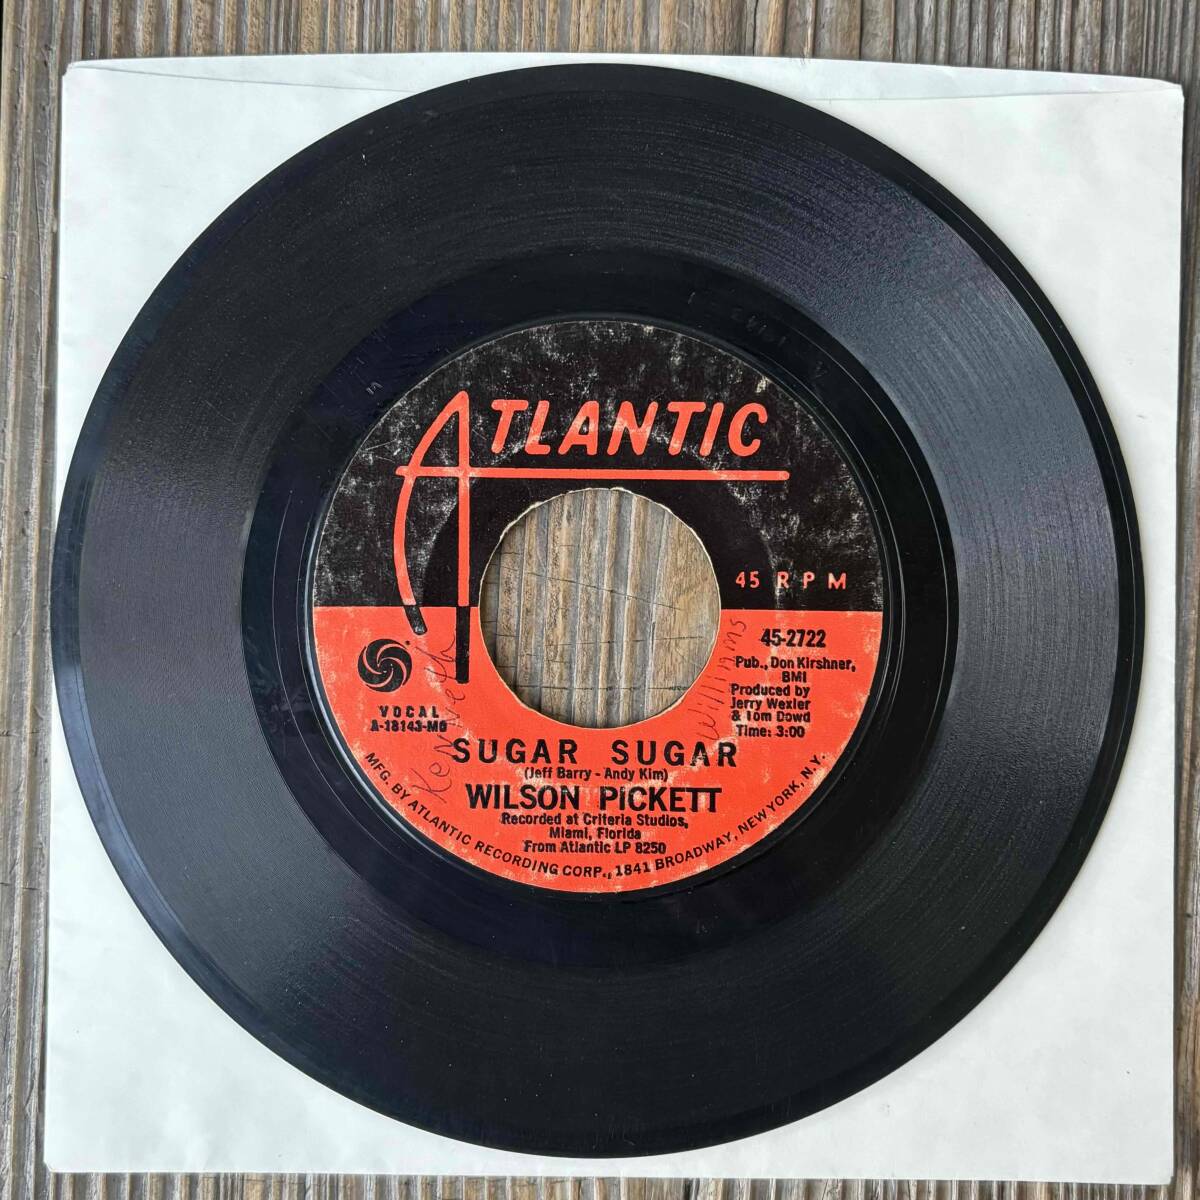 ATLANTIC
45 RPM
45-2722
Pub., Don Kirshner,
BMI
Produced by
Jerry Wexler
& Tom Dowd
Time: 3:00
VOCAL
A-18143-MO
Kenneth
Williams
SUGAR SUGAR
(Jeff Barry - Andy Kim)
WILSON PICKETT
Recorded at Criteria Studios,
Miami, Florida
From Atlantic LP 8250
MFG. BY ATLANTIC RECORDING CORP., 1841 BROADWAY, NEW YORK, N.Y.